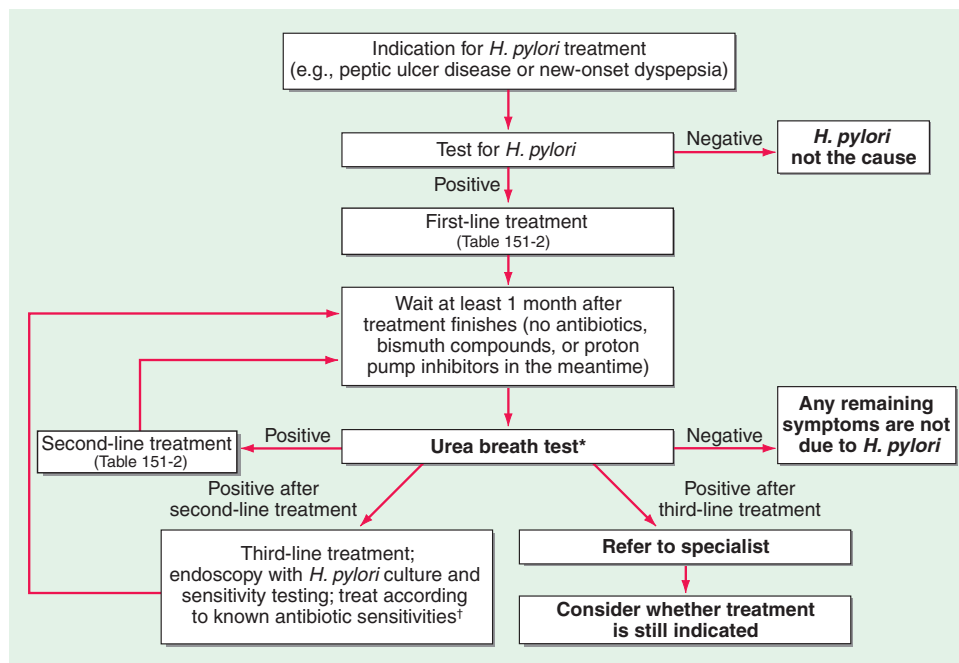 Indication for H. pylori treatment
(e.g., peptic ulcer disease or new-onset dyspepsia)
Test for H. pylori
Negative
H. pylori
not the cause
Positive
First-line treatment
(Table 151-2)
Wait at least 1 month after
treatment finishes (no antibiotics,
bismuth compounds, or proton
pump inhibitors in the meantime)
Second-line treatment
(Table 151-2)
Positive
Urea breath test*
Negative
Any remaining
symptoms are not
due to H. pylori
Positive after
second-line treatment
Positive after
third-line treatment
Third-line treatment;
endoscopy with H. pylori culture and
sensitivity testing; treat according
to known antibiotic sensitivities†
Refer to specialist
Consider whether treatment
is still indicated